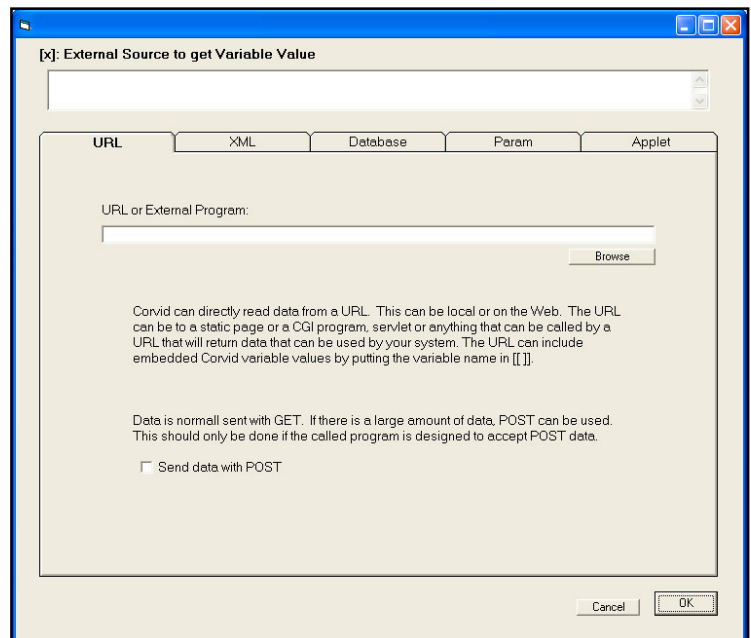 [x]: External Source to get Variable Value
URL XML Database Param Applet
URL or External Program:
Browse
Corvid can directly read data from a URL. This can be local or on the Web. The URL
can be to a static page or a CGI program, servlet or anything that can be called by a
URL that will return data that can be used by your system. The URL can include
embedded Corvid variable values by putting the variable name in [[ ]].
Data is normall sent with GET. If there is a large amount of data, POST can be used.
This should only be done if the called program is designed to accept POST data.
Send data with POST
Cancel OK